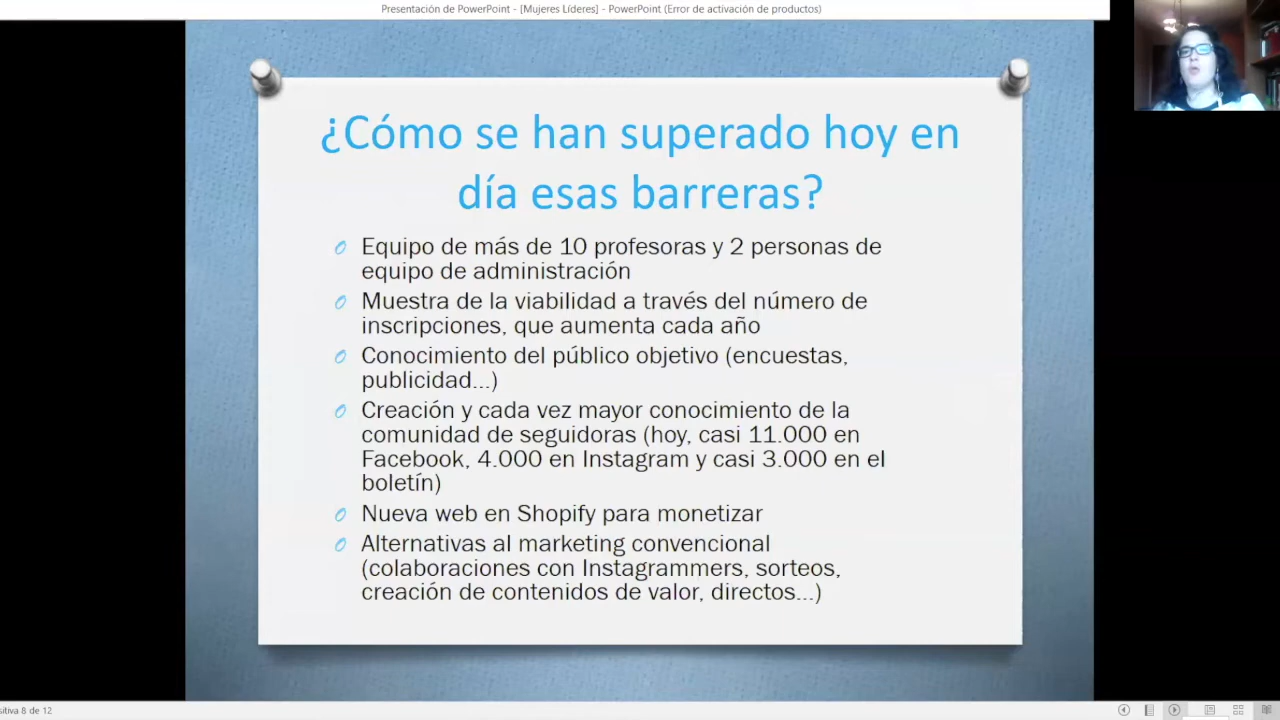 Presentación de PowerPoint - [Mujeres Líderes] - PowerPoint (Error de activación de productos)
¿Cómo se han superado hoy en
día esas barreras?
Equipo de más de 10 profesoras y 2 personas de
equipo de administración
Muestra de la viabilidad a través del número de
inscripciones, que aumenta cada año
Conocimiento del público objetivo (encuestas,
publicidad...)
Creación y cada vez mayor conocimiento de la
comunidad de seguidoras (hoy, casi 11.000 en
Facebook, 4.000 en Instagram y casi 3.000 en el
boletín)
Nueva web en Shopify para monetizar
Alternativas al marketing convencional
(colaboraciones con Instagrammers, sorteos,
creación de contenidos de valor, directos...)
sitiva 8 de 12